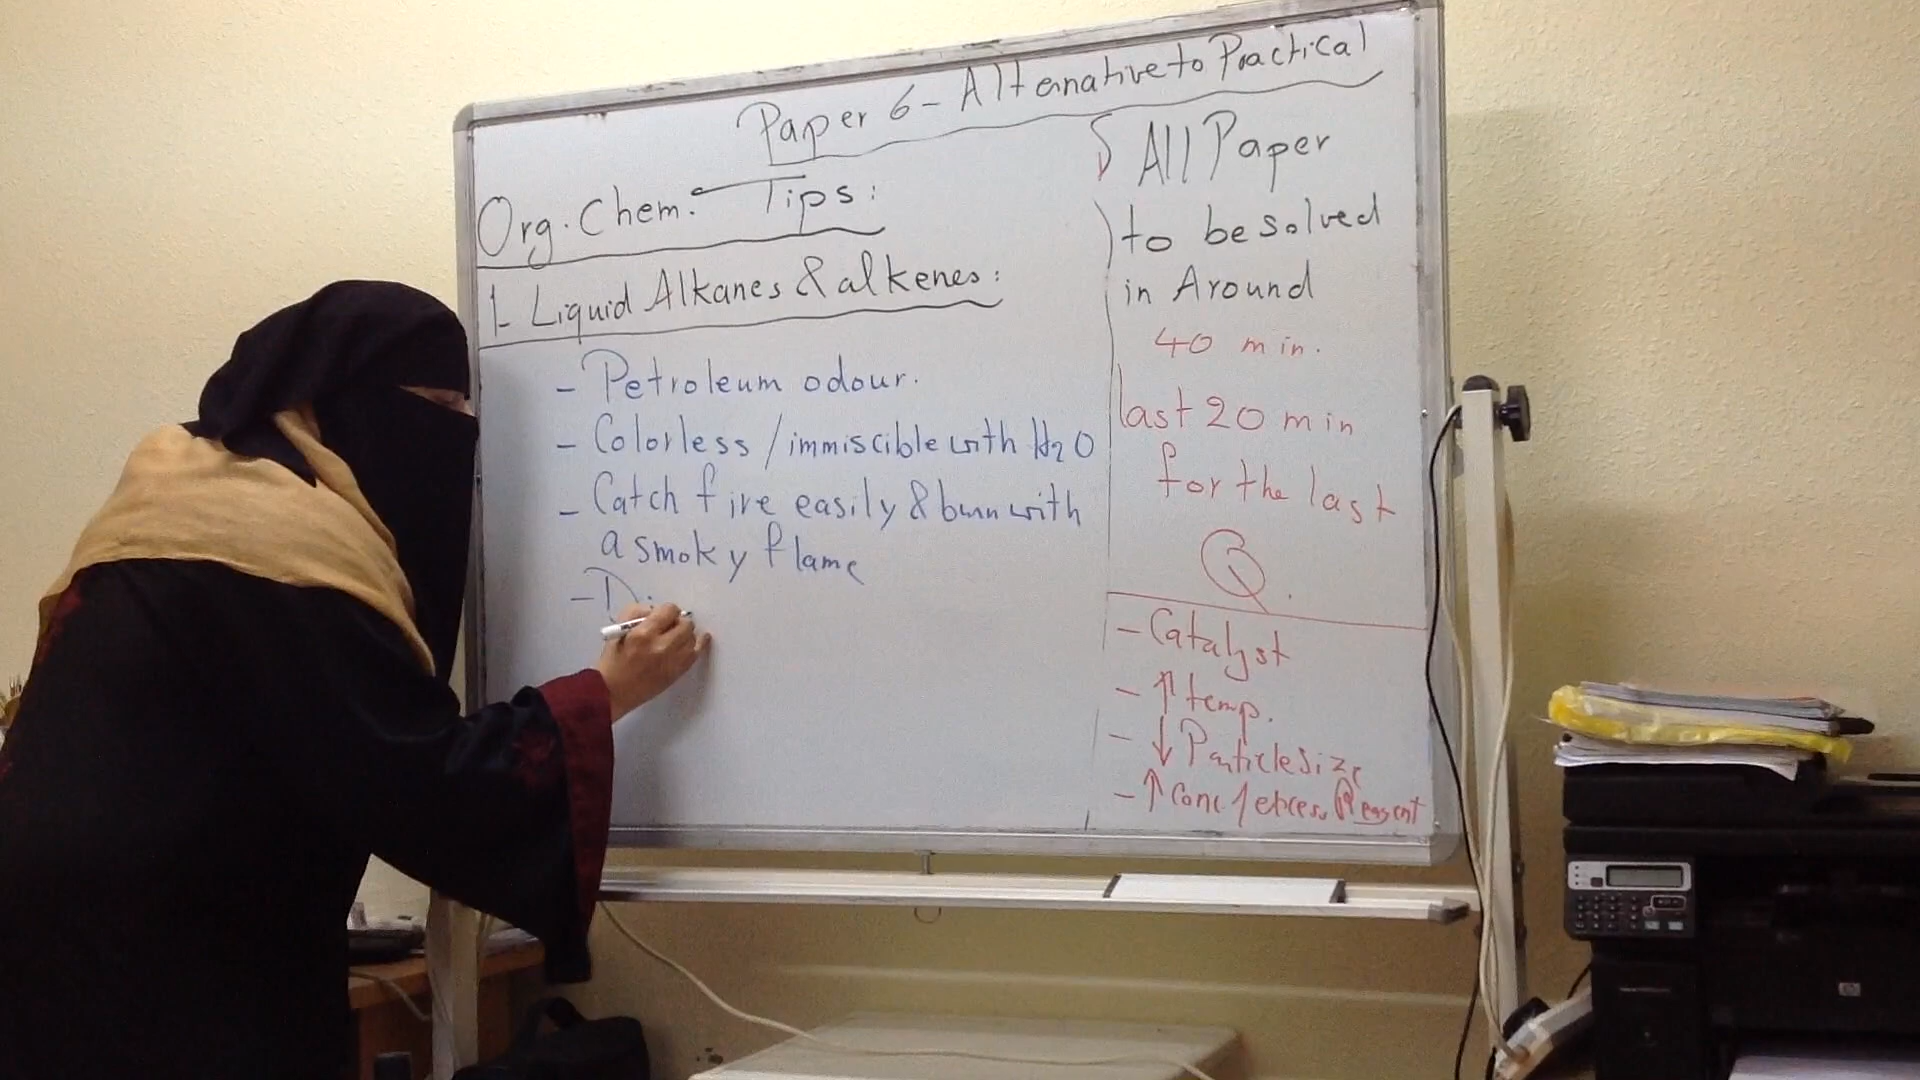 Paper 6 - Alternative to Practical
Org. Chem. Tips:
1- Liquid Alkanes & alkenes:
- Petroleum odour.
- Colorless / immiscible with H2O
- Catch fire easily & burn with
a smoky flame
- Di
All Paper
to be solved
in Around
40 min.
last 20 min
for the last
Q.
- Catalyst
- ↑ temp.
- ↓ Particle size
- ↑ conc / excess Reagent
hp